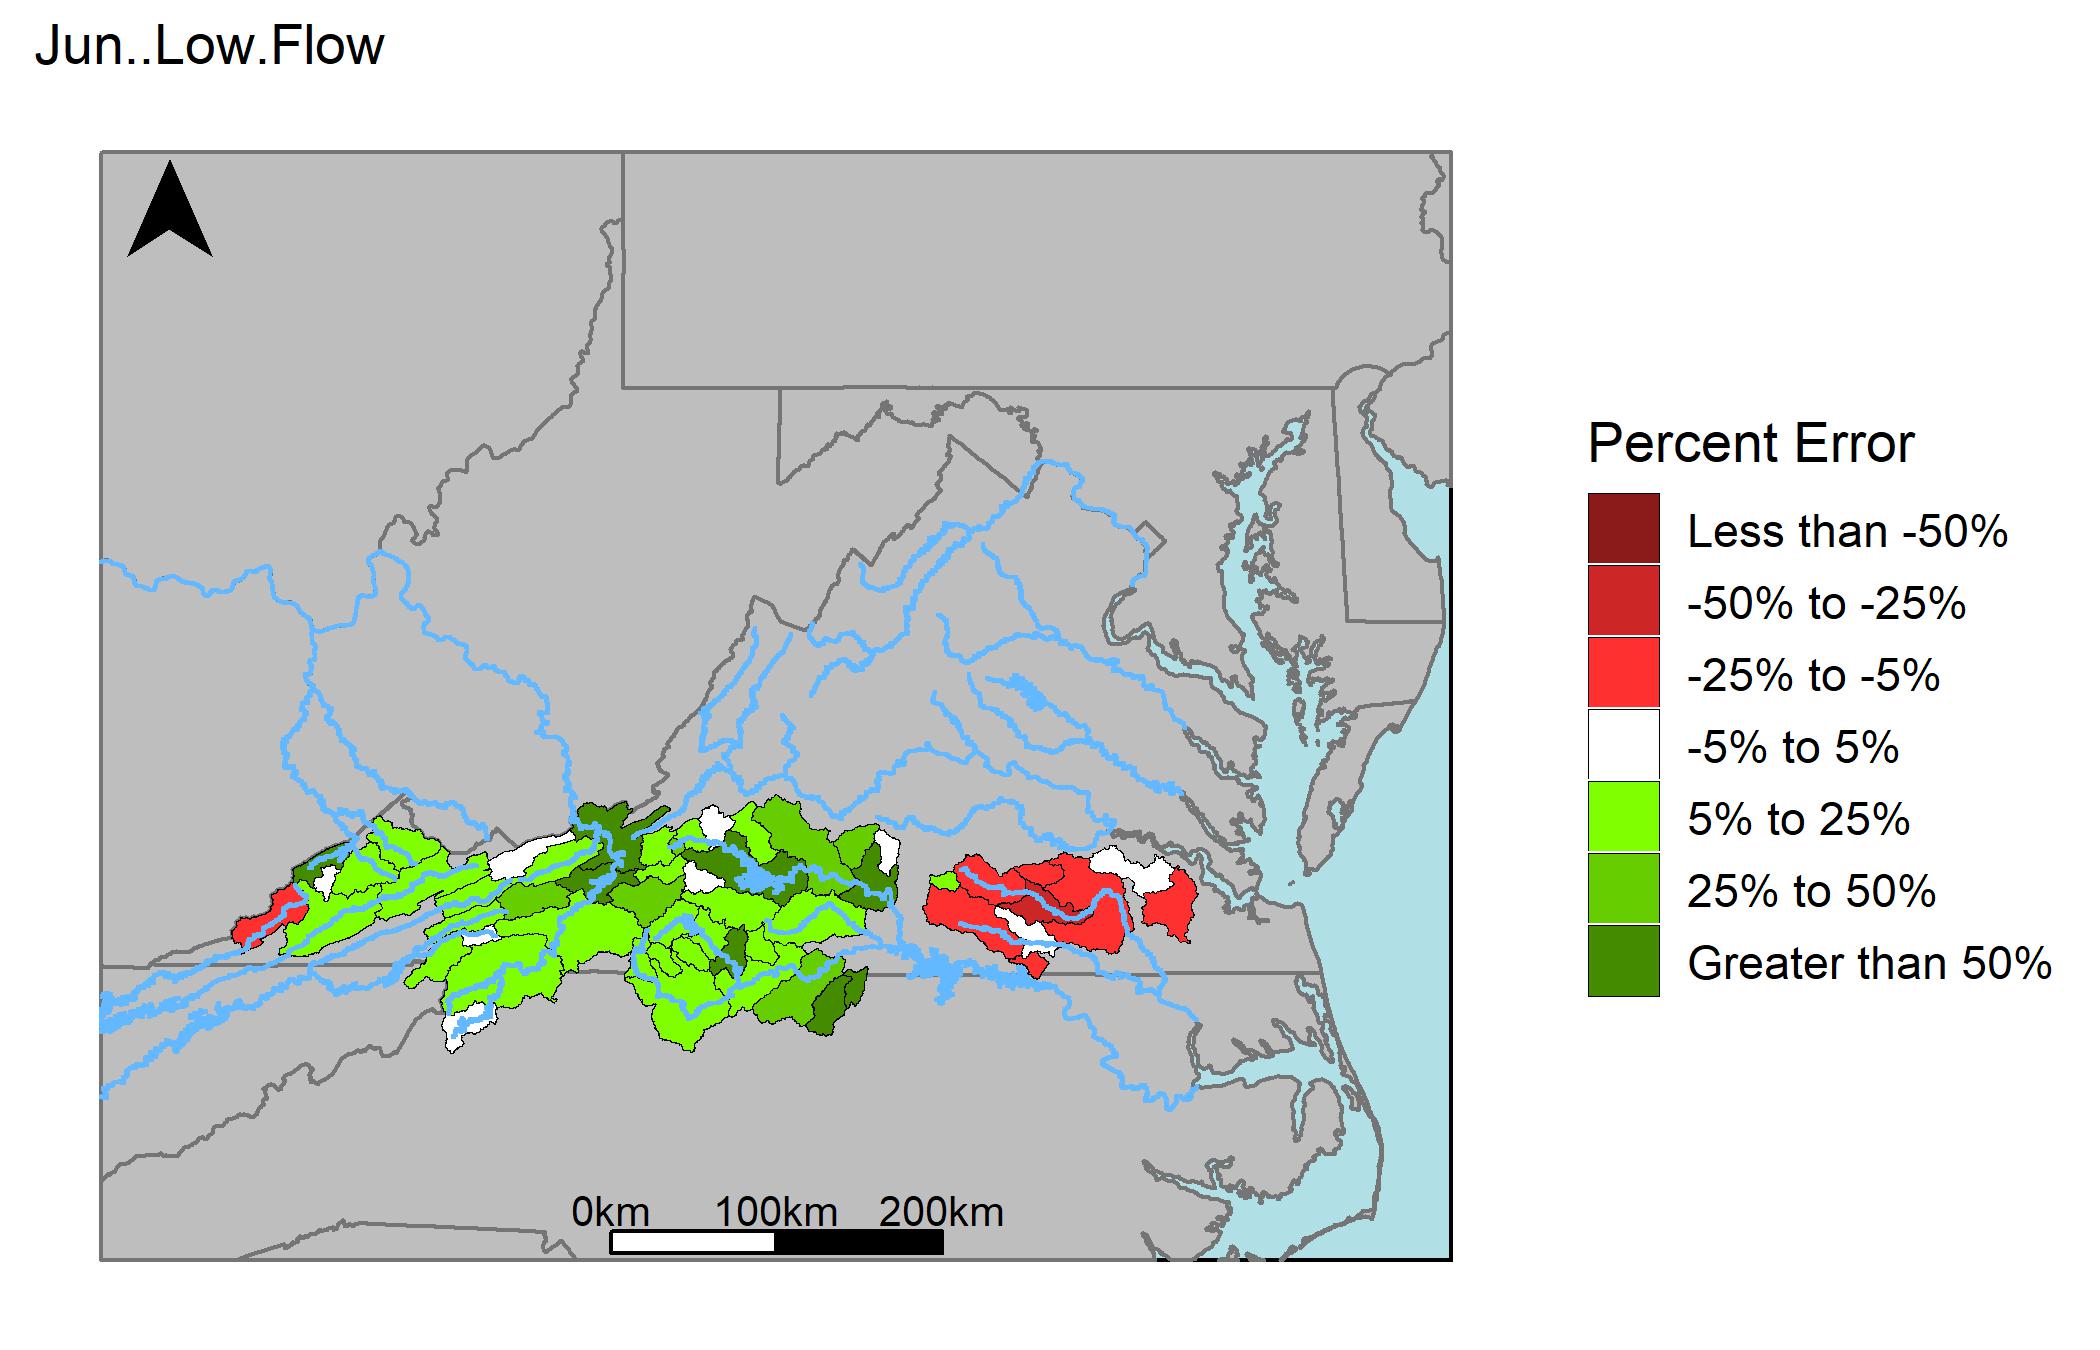 Jun..Low.Flow
Percent Error
Less than -50%
-50% to -25%
-25% to -5%
-5% to 5%
5% to 25%
25% to 50%
Greater than 50%
0km 100km 200km